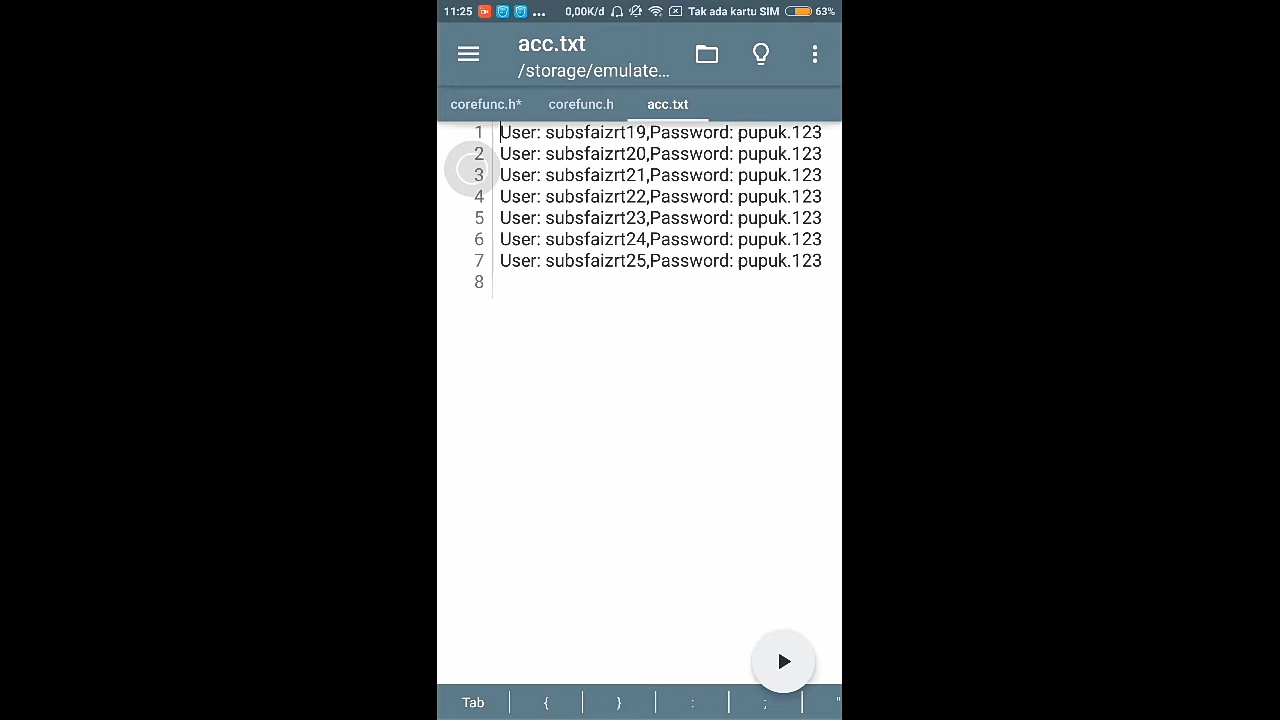 11:25 ... 0,00K/d Tak ada kartu SIM 63%
acc.txt
/storage/emulate...
corefunc.h* corefunc.h acc.txt
1 User: subsfaizrt19,Password: pupuk.123
2 User: subsfaizrt20,Password: pupuk.123
3 User: subsfaizrt21,Password: pupuk.123
4 User: subsfaizrt22,Password: pupuk.123
5 User: subsfaizrt23,Password: pupuk.123
6 User: subsfaizrt24,Password: pupuk.123
7 User: subsfaizrt25,Password: pupuk.123
8
Tab { } : ; "